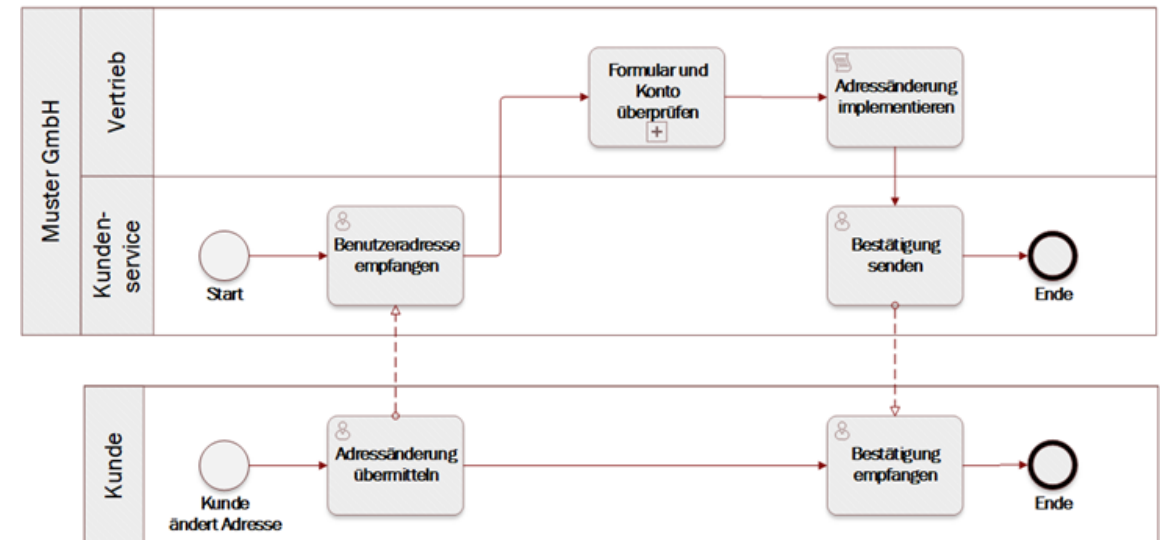 Muster GmbH
Vertrieb
Formular und
Konto
überprüfen
Adressänderung
implementieren
Kunden-
service
Start
Benutzeradresse
empfangen
Bestätigung
senden
Ende
Kunde
Kunde
ändert Adresse
Adressänderung
übermitteln
Bestätigung
empfangen
Ende